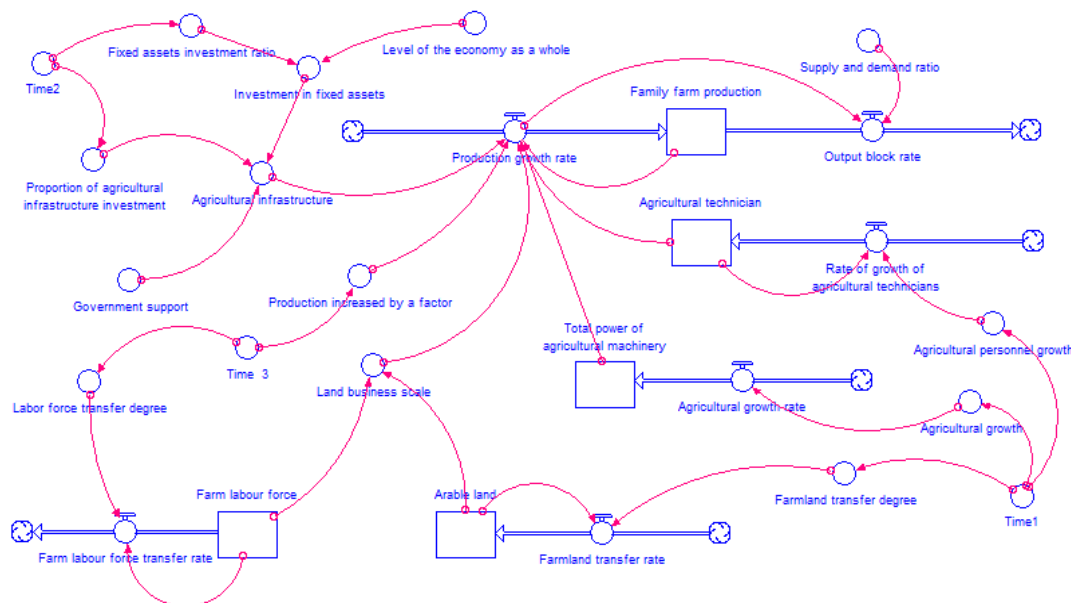 Fixed assets investment ratio
Level of the economy as a whole
Supply and demand ratio
Time2
Investment in fixed assets
Family farm production
Production growth rate
Output block rate
Proportion of agricultural
infrastructure investment
Agricultural infrastructure
Agricultural technician
Rate of growth of
agricultural technicians
Government support
Production increased by a factor
Total power of
agricultural machinery
Agricultural personnel growth
Time 3
Labor force transfer degree
Land business scale
Agricultural growth rate
Agricultural growth
Farm labour force
Arable land
Farmland transfer degree
Time1
Farm labour force transfer rate
Farmland transfer rate